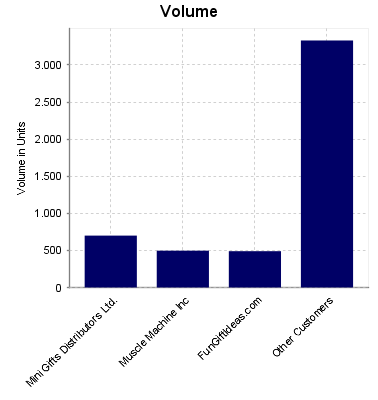 Volume
Volume in Units
3.000
2.500
2.000
1.500
1.000
500
0
Mini Gifts Distributors Ltd.
Muscle Machine Inc
FunGiftIdeas.com
Other Customers